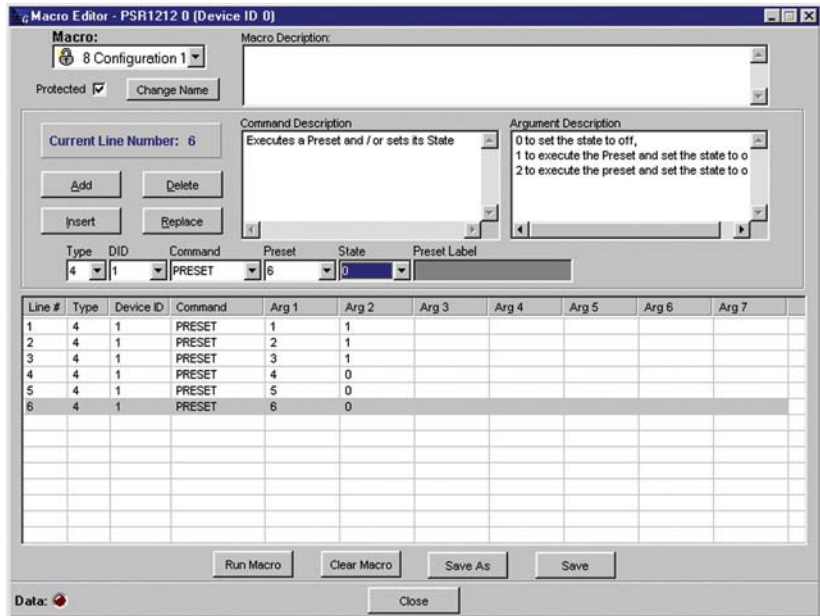 Macro Editor - PSR1212 0 (Device ID 0)
Macro:
8 Configuration 1
Protected
Change Name
Macro Decription:
Current Line Number: 6
Add
Delete
Insert
Replace
Command Description
Executes a Preset and / or sets its State
Argument Description
0 to set the state to off,
1 to execute the Preset and set the state to o
2 to execute the preset and set the state to o
Type DID Command Preset State Preset Label
4 1 PRESET 6 0
Line # Type Device ID Command Arg 1 Arg 2 Arg 3 Arg 4 Arg 5 Arg 6 Arg 7
1 4 1 PRESET 1 1
2 4 1 PRESET 2 1
3 4 1 PRESET 3 1
4 4 1 PRESET 4 0
5 4 1 PRESET 5 0
6 4 1 PRESET 6 0
Run Macro Clear Macro Save As Save
Data: Close